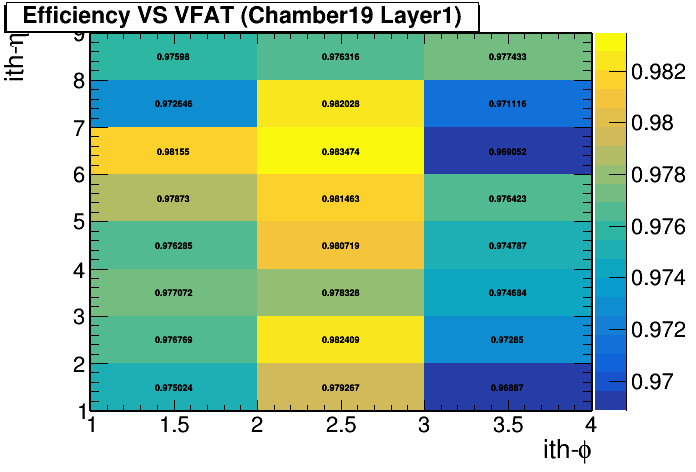 Efficiency VS VFAT (Chamber19 Layer1)
ith-η
9
0.97598 0.976316 0.977433
8
0.972646 0.982028 0.971116
7
0.98155 0.983474 0.969052
6
0.97873 0.981463 0.976423
5
0.976285 0.980719 0.974787
4
0.977072 0.978328 0.974684
3
0.976769 0.982409 0.97285
2
0.975024 0.979267 0.96887
1
1 1.5 2 2.5 3 3.5 4
ith-ϕ
0.982
0.98
0.978
0.976
0.974
0.972
0.97